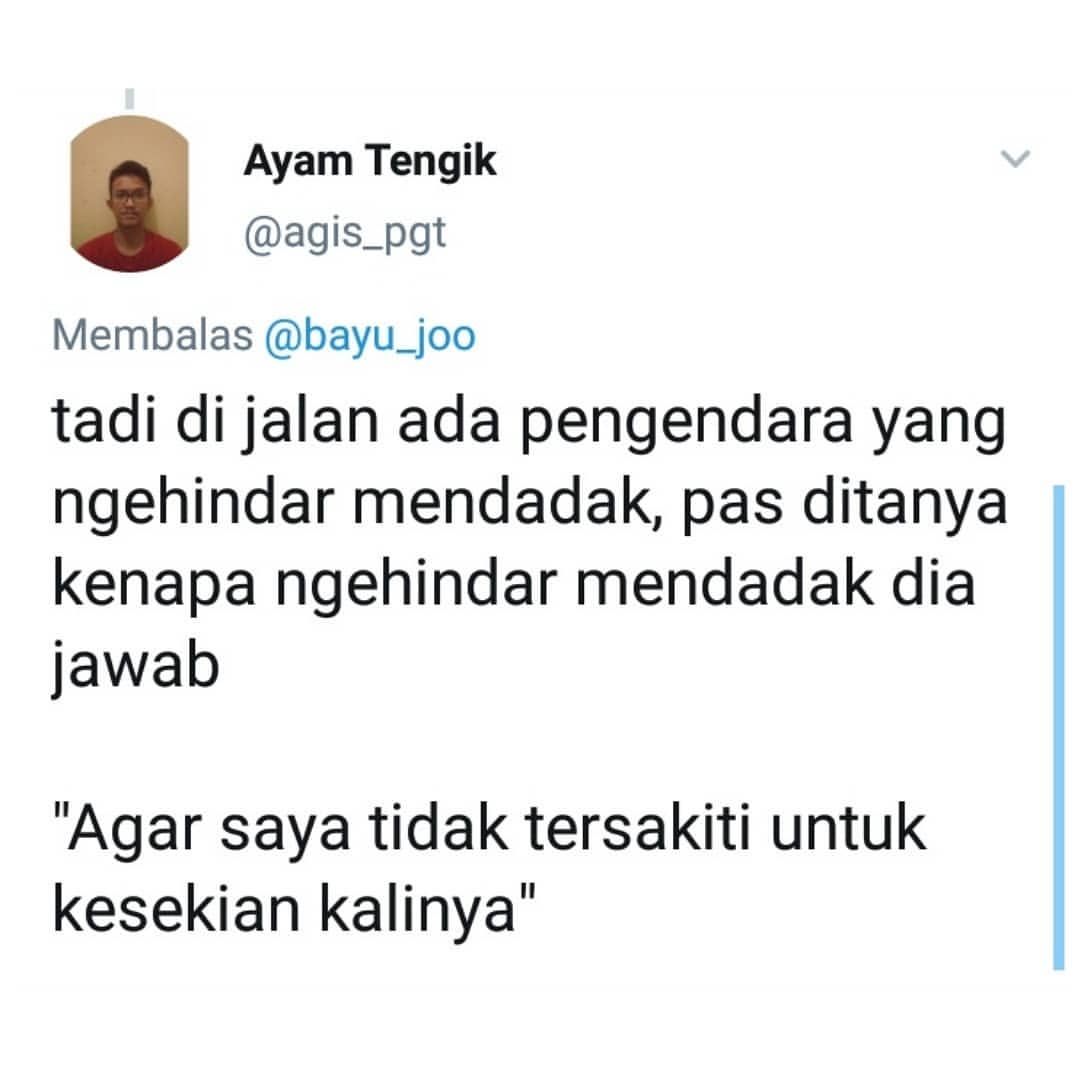 Ayam Tengik
@agis_pgt
Membalas @bayu_joo
tadi di jalan ada pengendara yang
ngehindar mendadak, pas ditanya
kenapa ngehindar mendadak dia
jawab
"Agar saya tidak tersakiti untuk
kesekian kalinya"